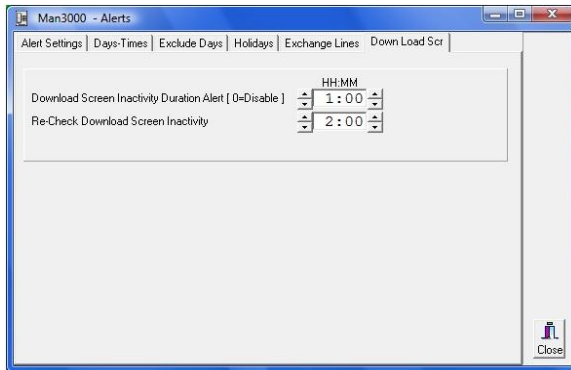 Man3000 - Alerts
Alert Settings Days-Times Exclude Days Holidays Exchange Lines Down Load Scr
HH:MM
Download Screen Inactivity Duration Alert [ 0=Disable ] 1:00
Re-Check Download Screen Inactivity 2:00
Close